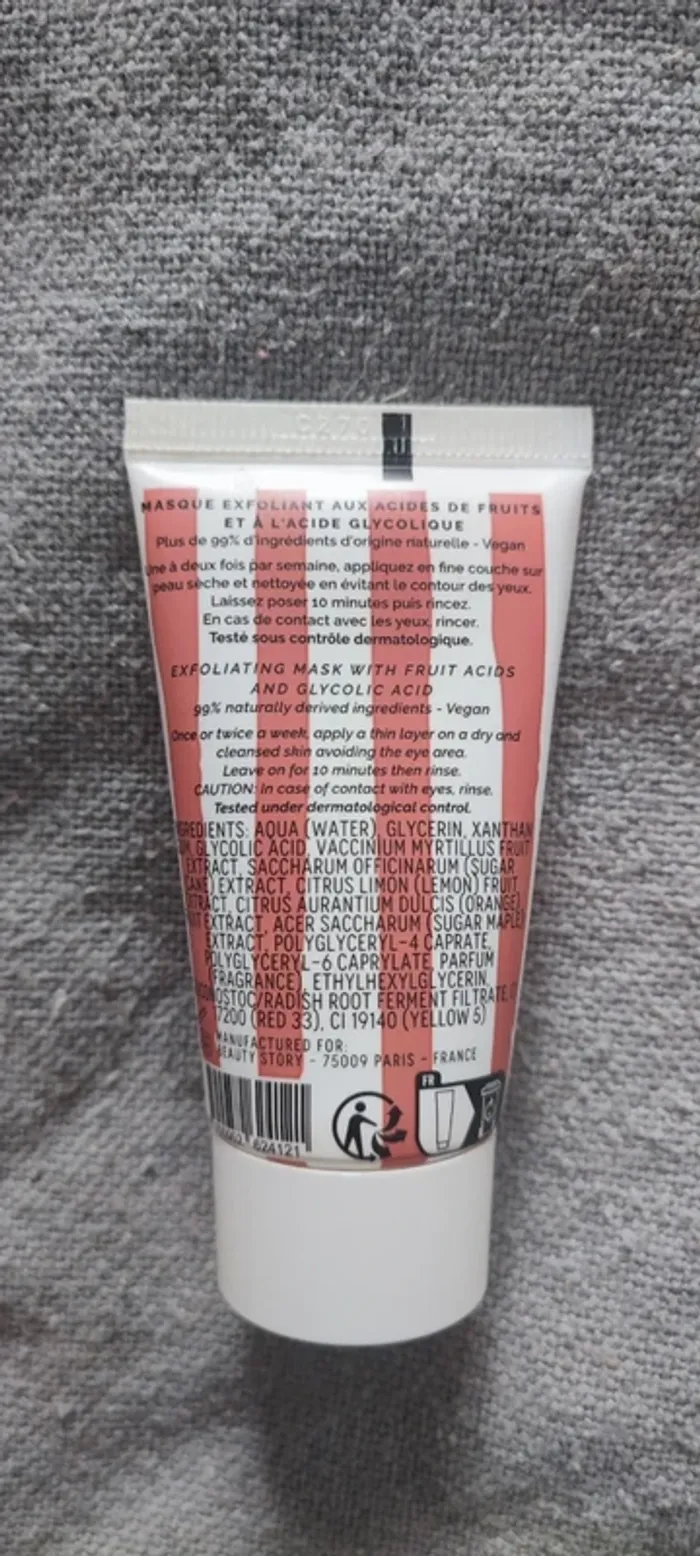 MASQUE EXFOLIANT AUX ACIDES DE FRUITS
ET À L'ACIDE GLYCOLIQUE
Plus de 99% d'ingrédients d'origine naturelle - Vegan
Une à deux fois par semaine, appliquez en fine couche sur
peau sèche et nettoyée en évitant le contour des yeux.
Laissez poser 10 minutes puis rincez.
En cas de contact avec les yeux, rincer.
Testé sous contrôle dermatologique.
EXFOLIATING MASK WITH FRUIT ACIDS
AND GLYCOLIC ACID
99% naturally derived ingredients - Vegan
Once or twice a week, apply a thin layer on a dry and
cleansed skin avoiding the eye area.
Leave on for 10 minutes then rinse.
CAUTION: In case of contact with eyes, rinse.
Tested under dermatological control.
INGREDIENTS: AQUA (WATER), GLYCERIN, XANTHAN
GLYCOLIC ACID, VACCINIUM MYRTILLUS FRUIT
EXTRACT, SACCHARUM OFFICINARUM (SUGAR
CANE) EXTRACT, CITRUS LIMON (LEMON) FRUIT
EXTRACT, CITRUS AURANTIUM DULCIS (ORANGE)
EXTRACT, ACER SACCHARUM (SUGAR MAPLE)
EXTRACT, POLYGLYCERYL-4 CAPRATE,
POLYGLYCERYL-6 CAPRYLATE, PARFUM
(FRAGRANCE), ETHYLHEXYLGLYCERIN,
/RADISH ROOT FERMENT FILTRATE,
17200 (RED 33), CI 19140 (YELLOW 5)
MANUFACTURED FOR:
BEAUTY STORY - 75009 PARIS - FRANCE
FR
624121